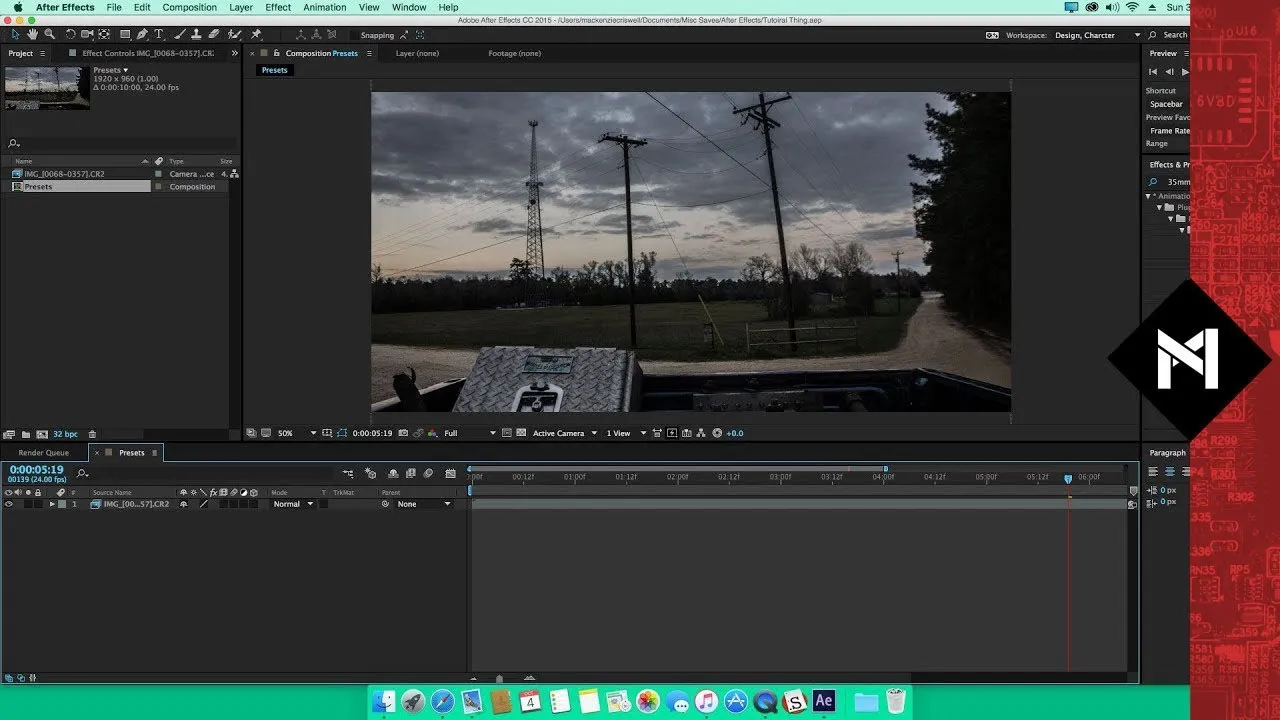 After Effects File Edit Composition Layer Effect Animation View Window Help
Adobe After Effects CC 2015 - /Users/mackenziecriswell/Documents/Misc Saves/After Effects/Tutoiral Thing.aep
Snapping
Workspace: Design, Charcter
Search
Project
Effect Controls IMG_[0068-0357].CR
Composition Presets
Layer (none)
Footage (none)
Preview
Presets
Presets
1920 x 960 (1.00)
Δ 0:00:10:00, 24.00 fps
Shortcut
Spacebar
Preview Favo
Frame Rate
Range
Name Type Size
IMG_[0068-0357].CR2 Camera ...ce 4.
Presets Composition
Effects & Pr
35mm
* Animation
Plu
32 bpc
50% 0:00:05:19 Full Active Camera 1 View +0.0
Render Queue Presets
0:00:05:19
00139 (24.00 fps)
:00f 00:12f 01:00f 01:12f 02:00f 02:12f 03:00f 03:12f 04:00f 04:12f 05:00f 05:12f 06:00f
# Source Name Mode T TrkMat Parent
1 IMG_[00...57].CR2 Normal None
Paragraph
0 px
0 px
4
Ae